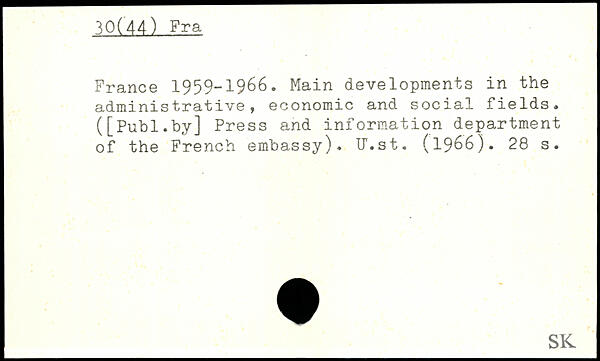 30(44) Fra
France 1959-1966. Main developments in the
administrative, economic and social fields.
([Publ.by] Press and information department
of the French embassy). U.st. (1966). 28 s.
SK